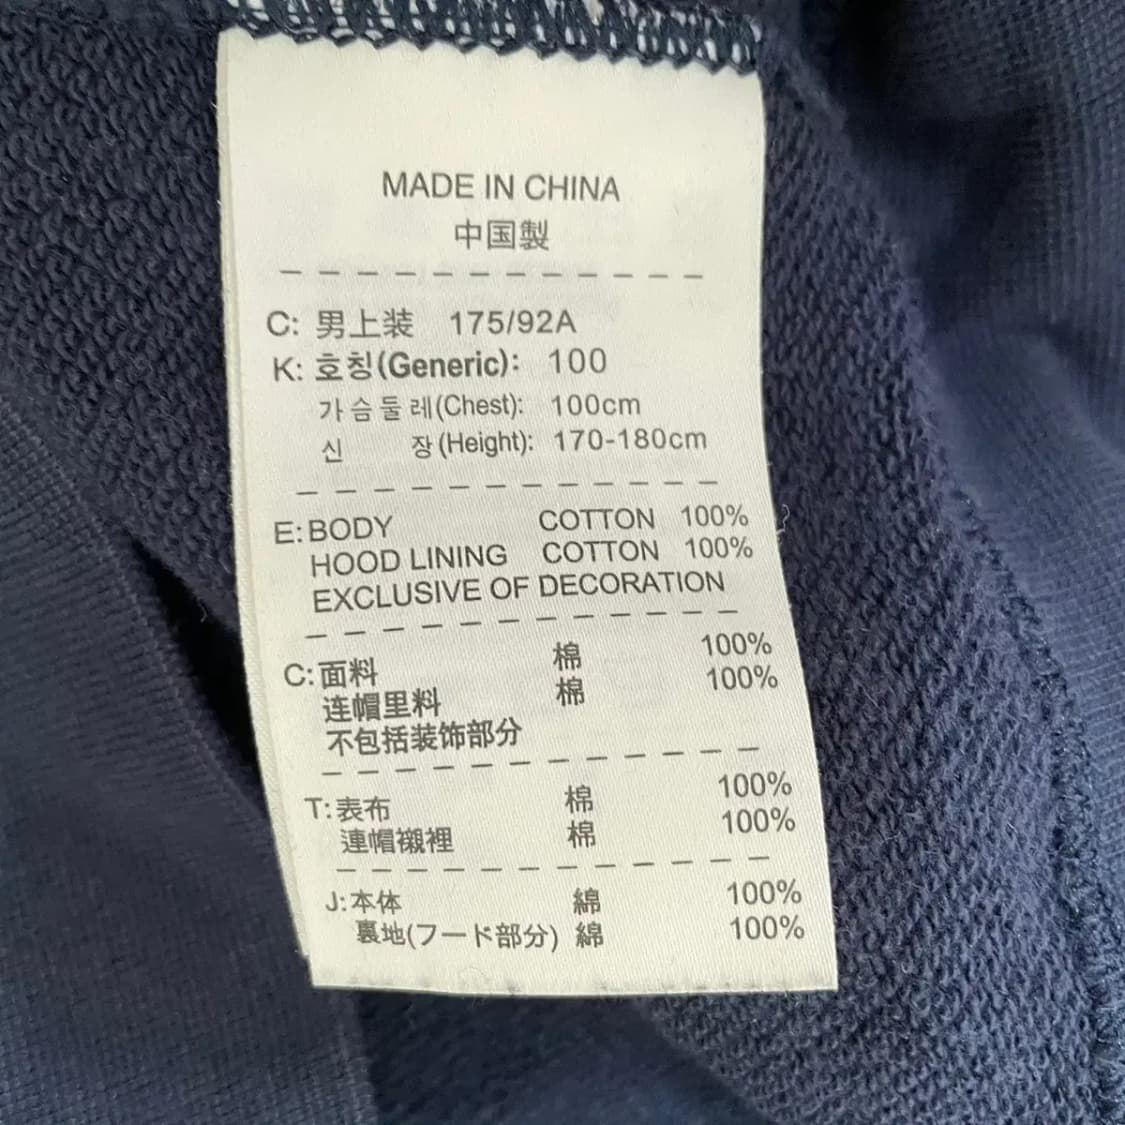 MADE IN CHINA
中国製
C: 男上装 175/92A
K: 호칭(Generic): 100
가슴둘레(Chest): 100cm
신 장(Height): 170-180cm
E: BODY COTTON 100%
HOOD LINING COTTON 100%
EXCLUSIVE OF DECORATION
C: 面料 棉 100%
连帽里料 棉 100%
不包括装饰部分
T: 表布 棉 100%
連帽襯裡 棉 100%
J: 本体 綿 100%
裏地(フード部分) 綿 100%